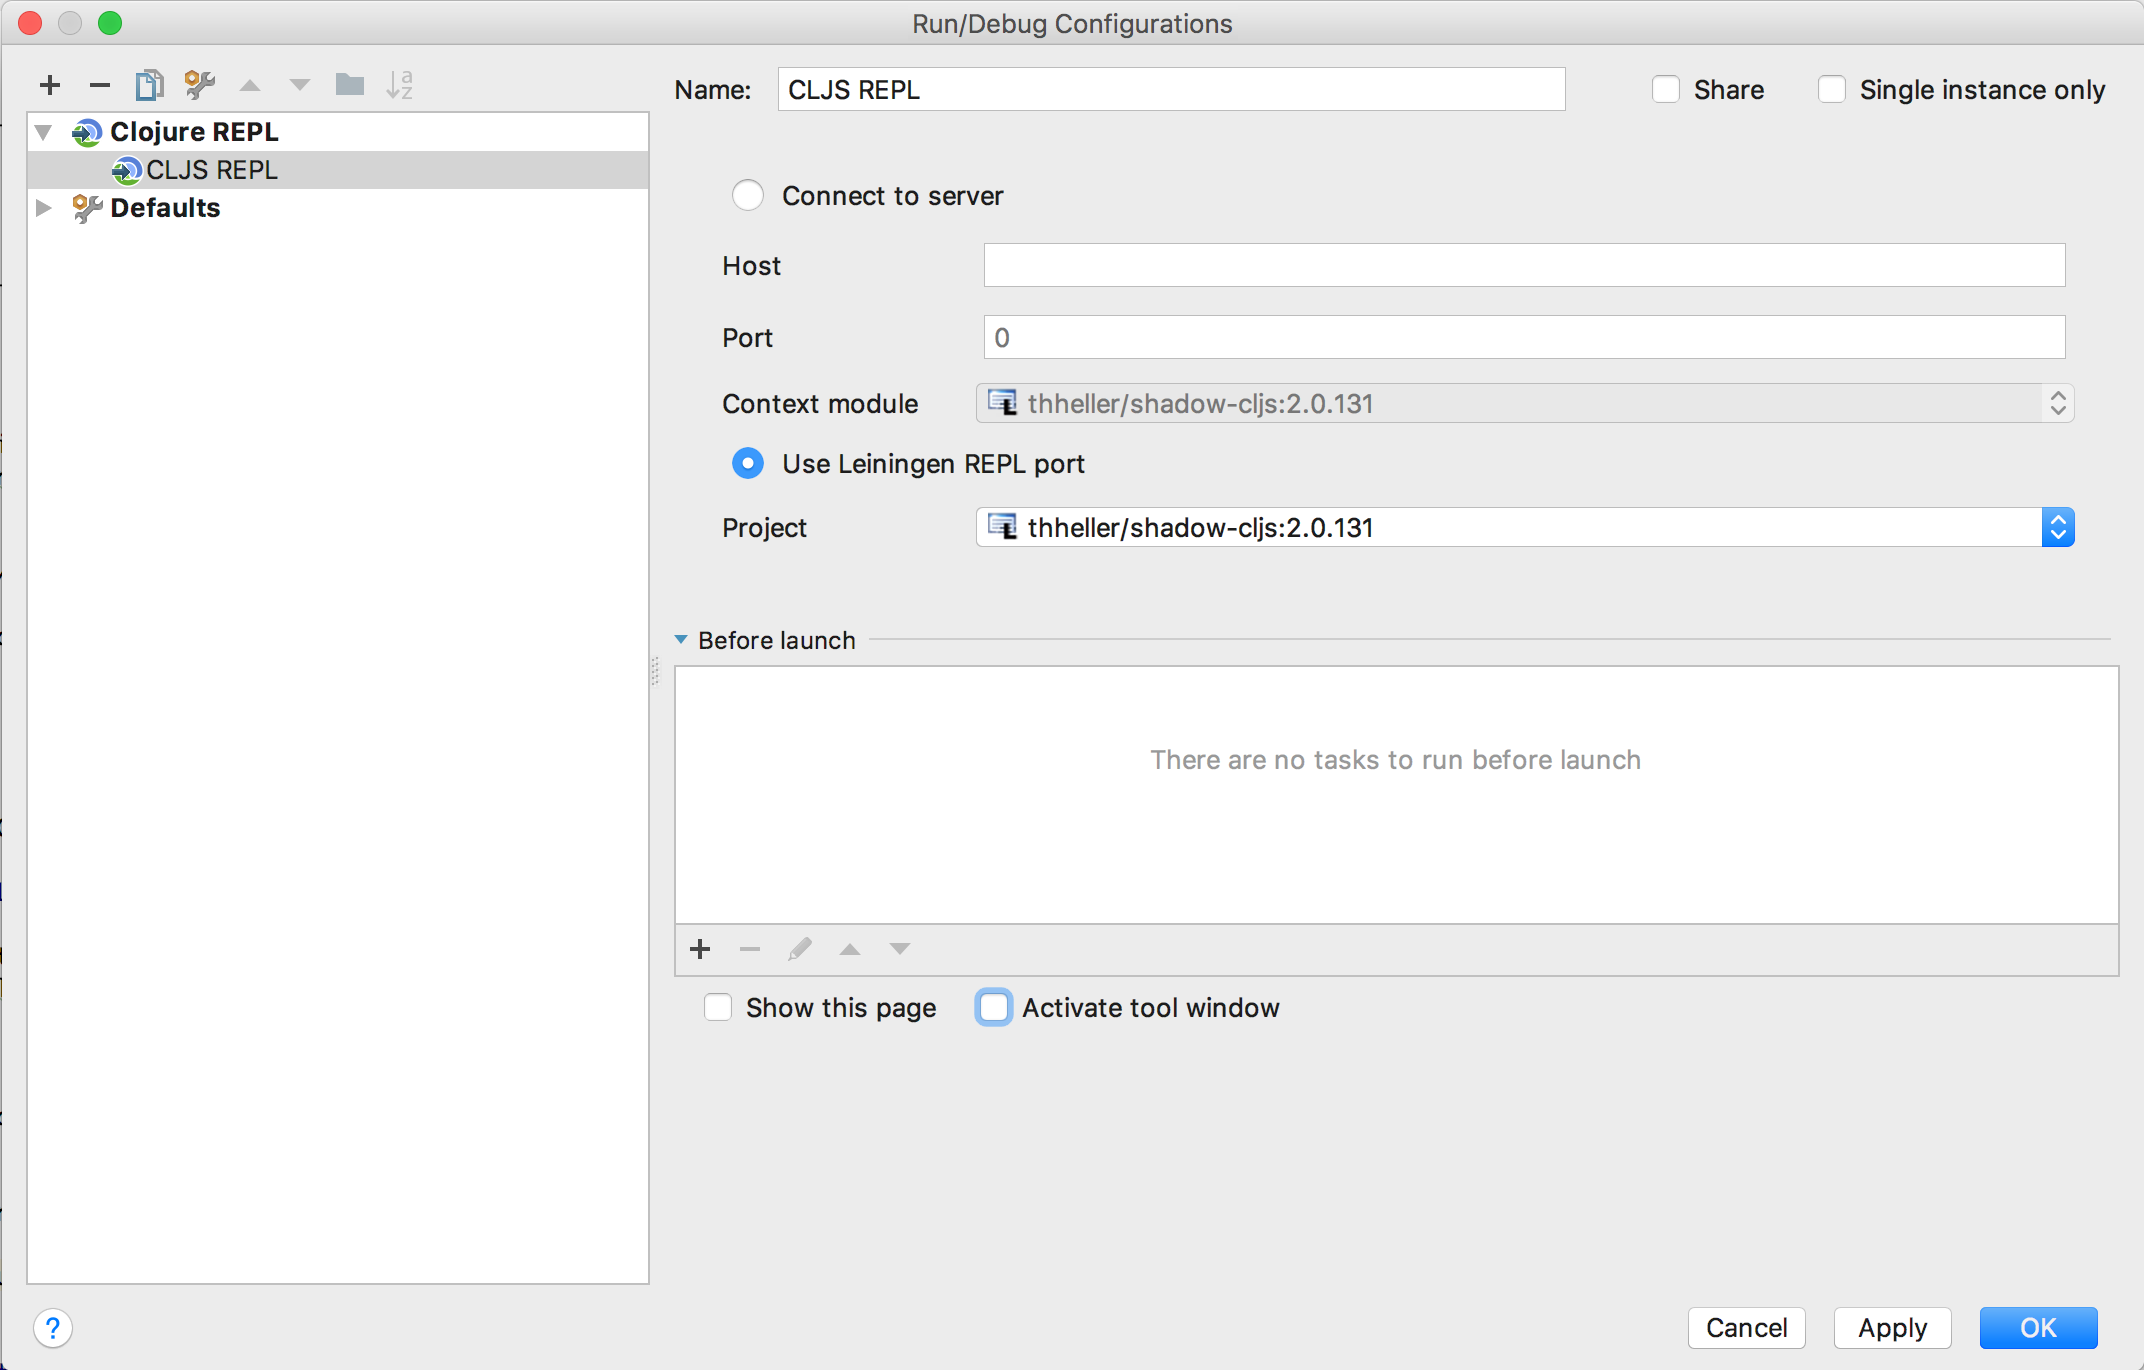 Run/Debug Configurations
Name: CLJS REPL Share Single instance only
Clojure REPL
CLJS REPL
Defaults
Connect to server
Host
Port 0
Context module thheller/shadow-cljs:2.0.131
Use Leiningen REPL port
Project thheller/shadow-cljs:2.0.131
Before launch
There are no tasks to run before launch
Show this page Activate tool window
? Cancel Apply OK